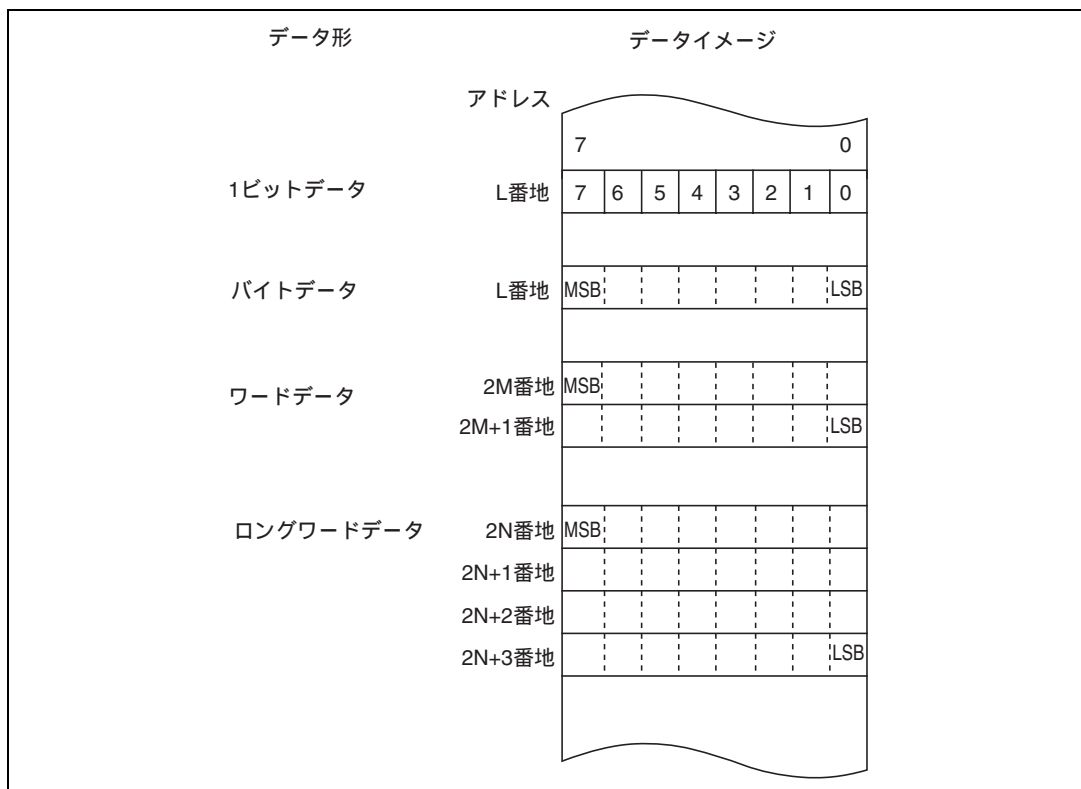 データ形 データイメージ
アドレス
7 0
1ビットデータ L番地 7 6 5 4 3 2 1 0
バイトデータ L番地 MSB LSB
ワードデータ 2M番地 MSB
2M+1番地 LSB
ロングワードデータ 2N番地 MSB
2N+1番地
2N+2番地
2N+3番地 LSB